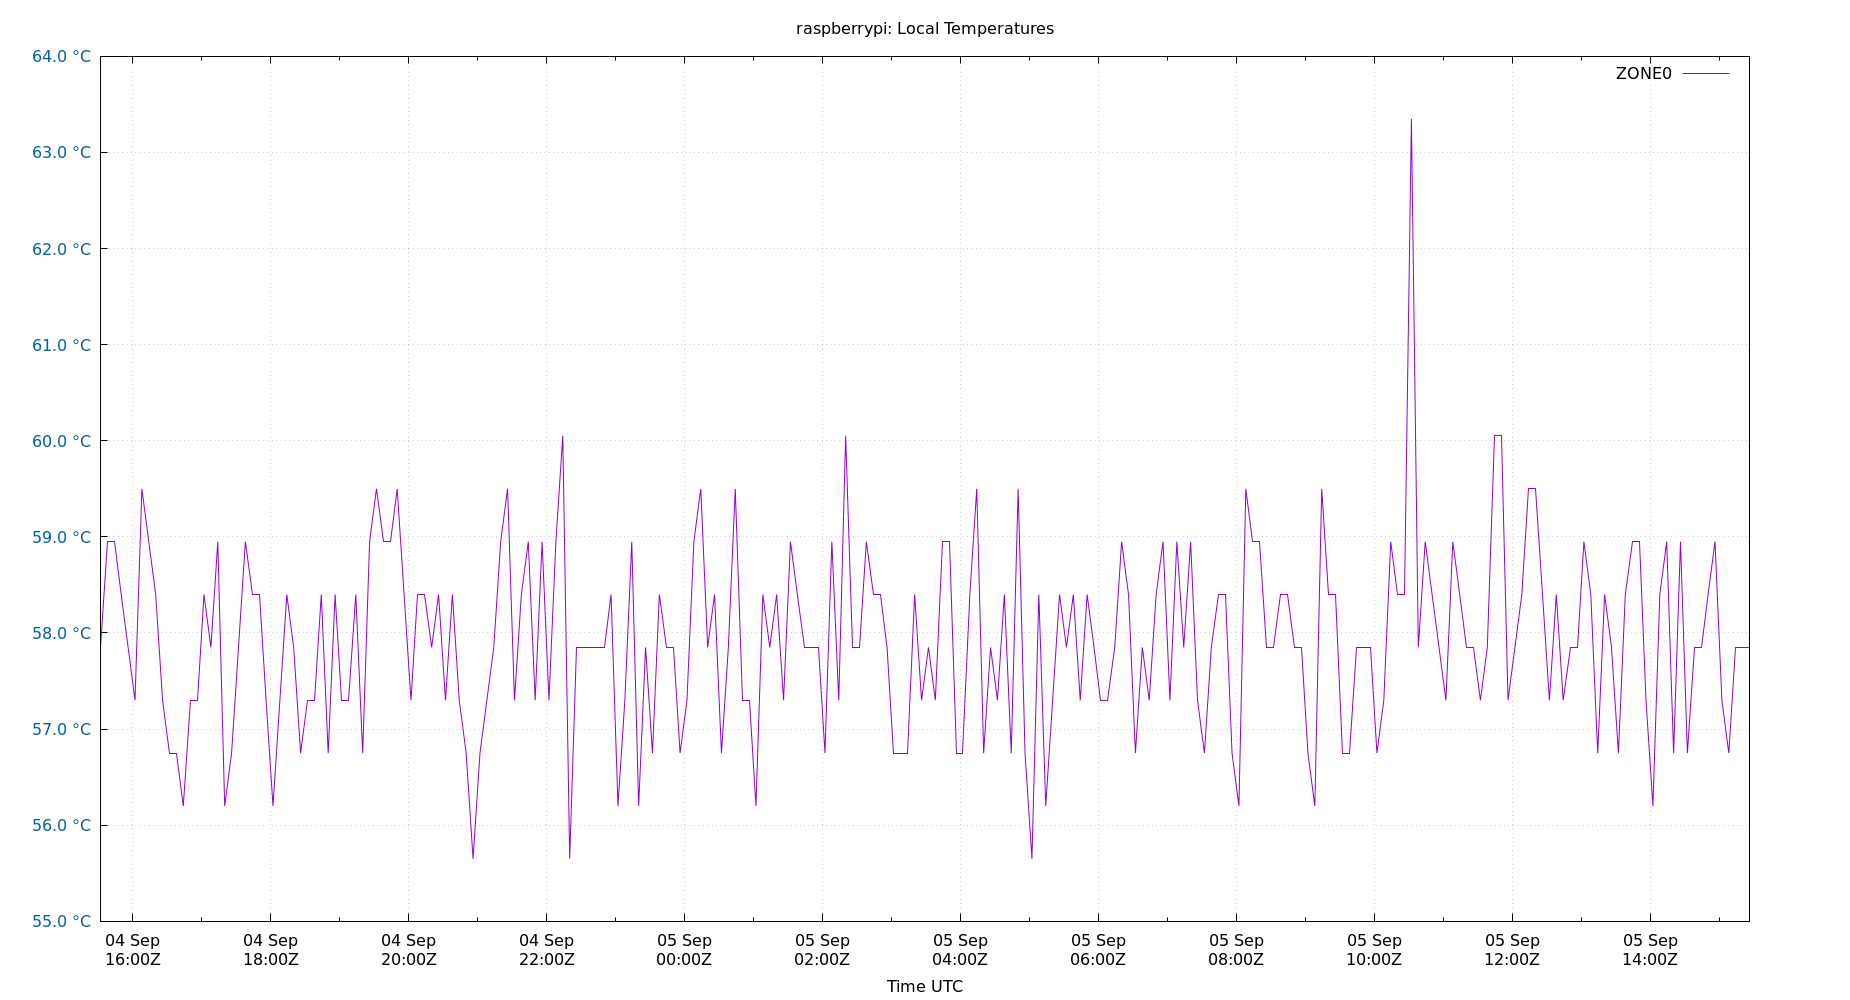 raspberrypi: Local Temperatures
64.0 °C
ZONE0
63.0 °C
62.0 °C
61.0 °C
60.0 °C
59.0 °C
58.0 °C
57.0 °C
56.0 °C
55.0 °C
04 Sep 04 Sep 04 Sep 04 Sep 05 Sep 05 Sep 05 Sep 05 Sep 05 Sep 05 Sep 05 Sep 05 Sep
16:00Z 18:00Z 20:00Z 22:00Z 00:00Z 02:00Z 04:00Z 06:00Z 08:00Z 10:00Z 12:00Z 14:00Z
Time UTC